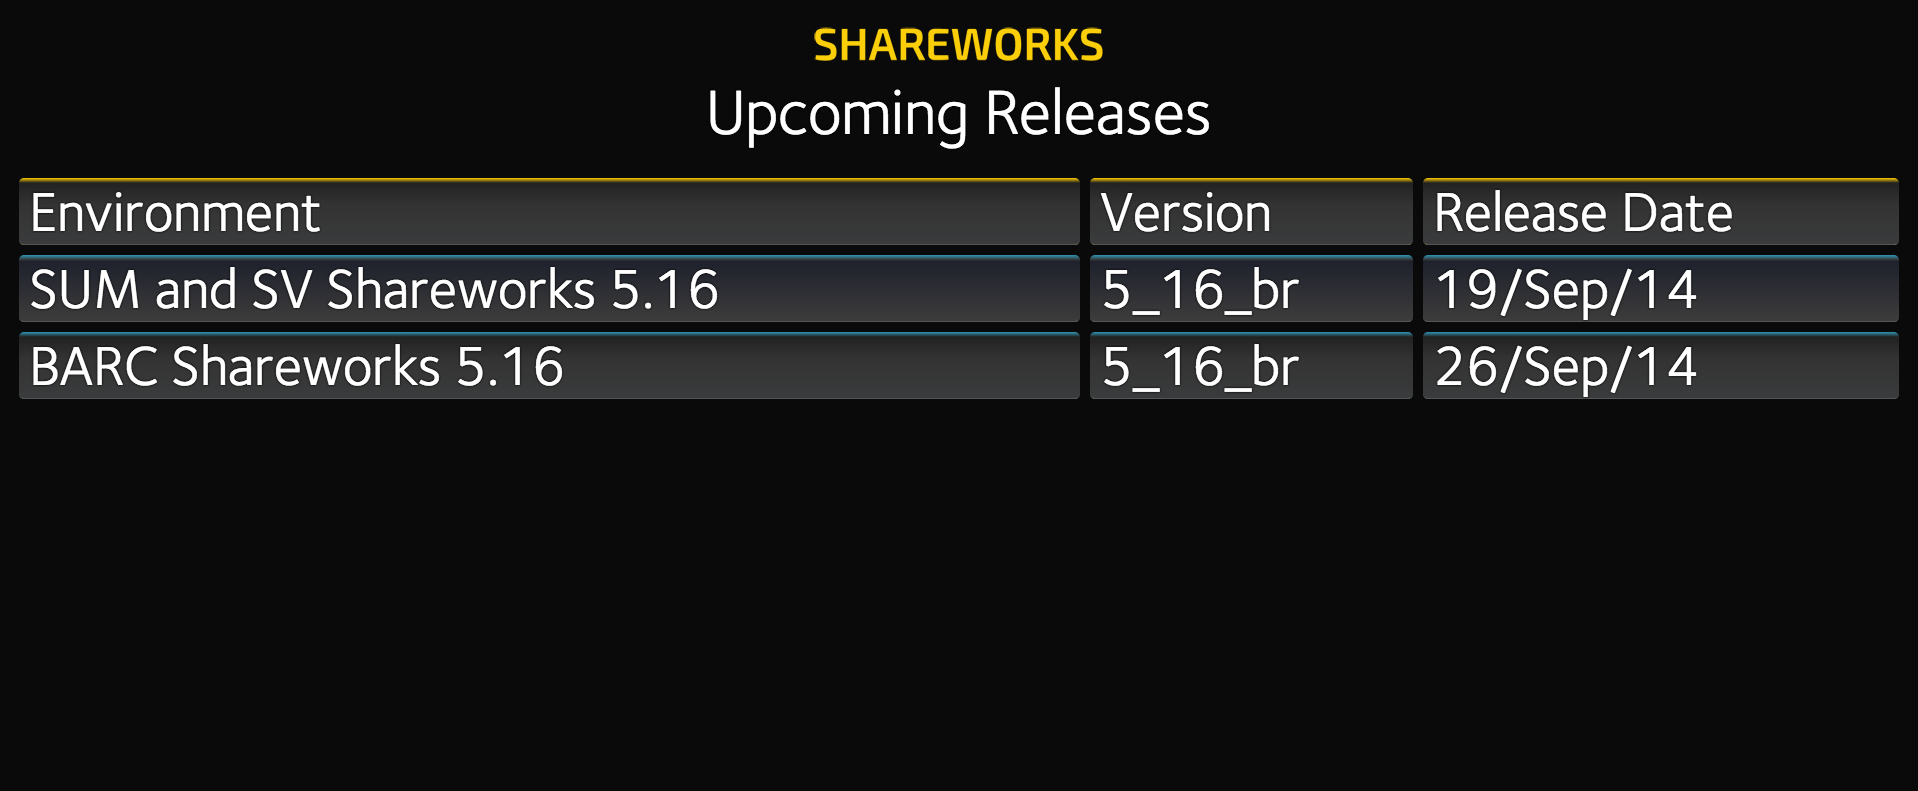 SHAREWORKS
Upcoming Releases
Environment Version Release Date
SUM and SV Shareworks 5.16 5_16_br 19/Sep/14
BARC Shareworks 5.16 5_16_br 26/Sep/14